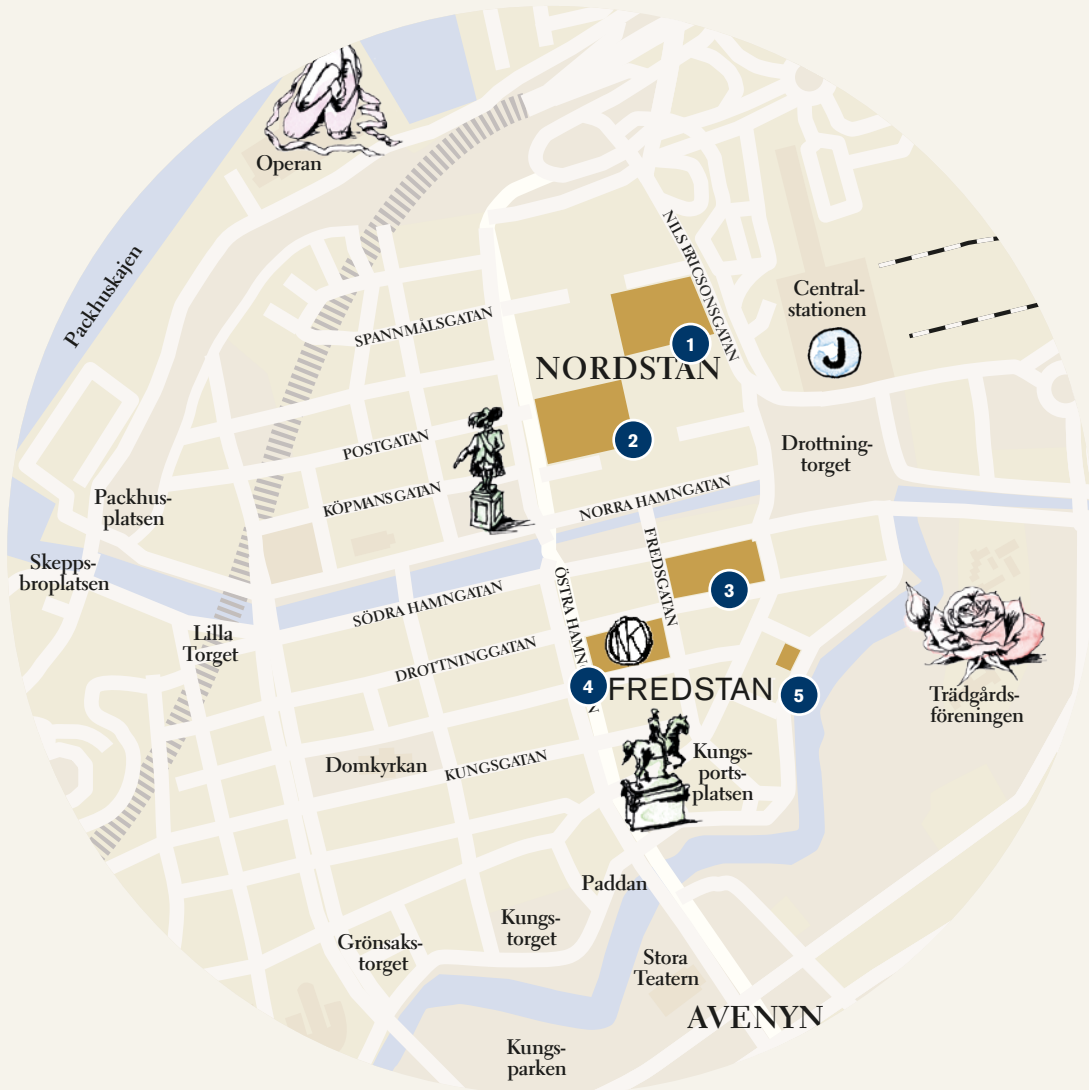 Operan
Packhuskajen
NILS ERICSONSGATAN
Central-
stationen
J
SPANNMÅLSGATAN
1
NORDSTAN
2
POSTGATAN
Drottning-
torget
KÖPMANSGATAN
NORRA HAMNGATAN
Packhus-
platsen
Skepps-
broplatsen
FREDSGATAN
3
SÖDRA HAMNGATAN
ÖSTRA HAMN
N
Lilla
Torget
NK
DROTTNINGGATAN
4
FREDSTAN
5
Trädgårds-
föreningen
Domkyrkan
KUNGSGATAN
Kungs-
ports-
platsen
Paddan
Kungs-
torget
Grönsaks-
torget
Stora
Teatern
AVENYN
Kungs-
parken